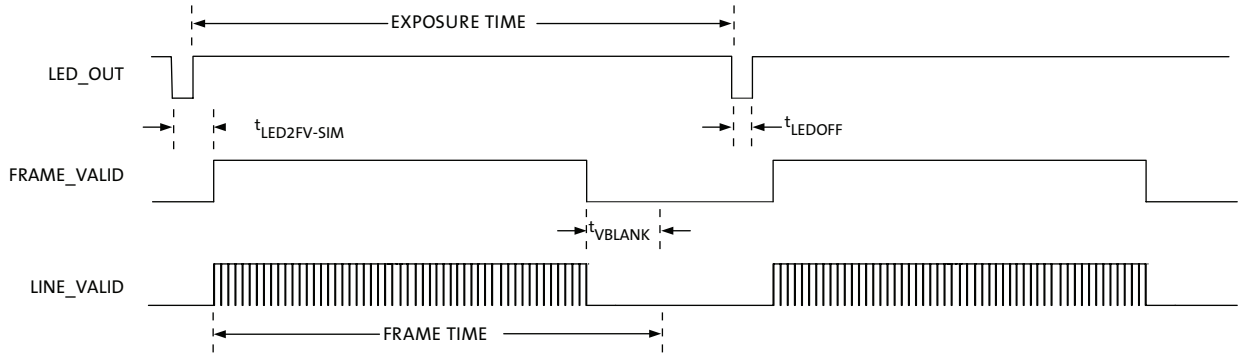 EXPOSURE TIME
LED_OUT
tLED2FV-SIM
tLEDOFF
FRAME_VALID
tVBLANK
LINE_VALID
FRAME TIME